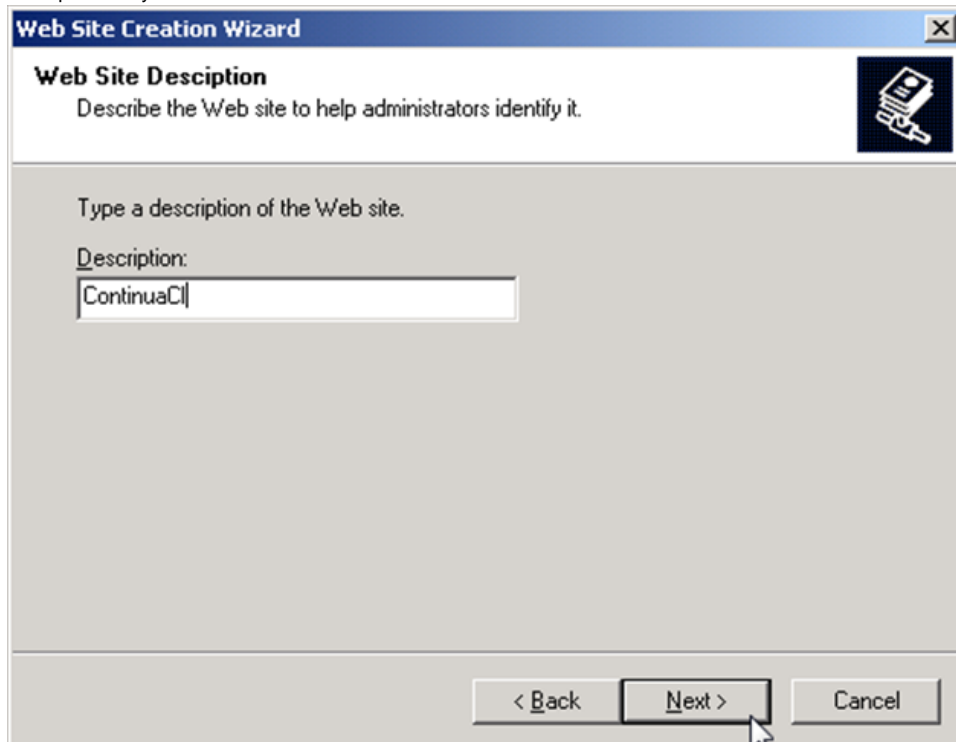 Web Site Creation Wizard
Web Site Desciption
Describe the Web site to help administrators identify it.
Type a description of the Web site.
Description:
ContinuaCI
< Back
Next >
Cancel